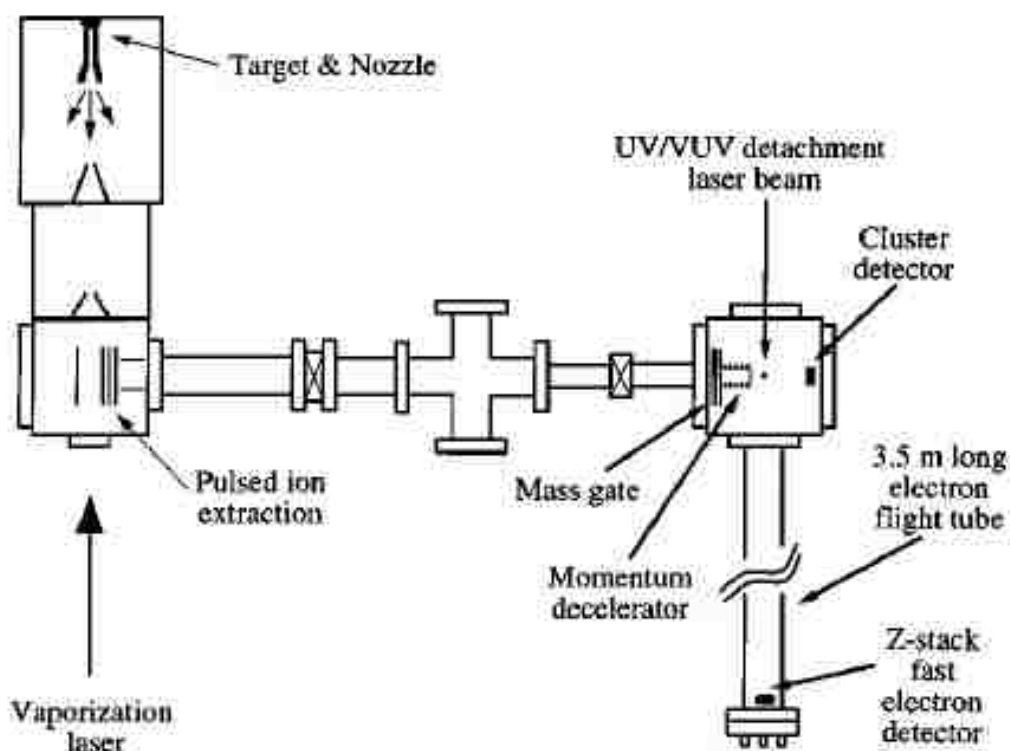 Target & Nozzle
UV/VUV detachment
laser beam
Cluster
detector
Pulsed ion
extraction
Mass gate
3.5 m long
electron
flight tube
Momentum
decelerator
Z-stack
fast
electron
detector
Vaporization
laser